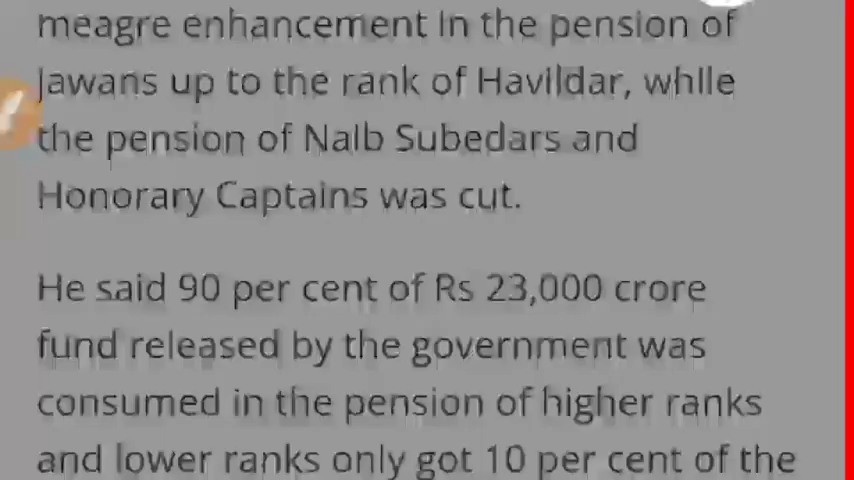 meagre enhancement in the pension of
jawans up to the rank of Havildar, while
the pension of Naib Subedars and
Honorary Captains was cut.
He said 90 per cent of Rs 23,000 crore
fund released by the government was
consumed in the pension of higher ranks
and lower ranks only got 10 per cent of the